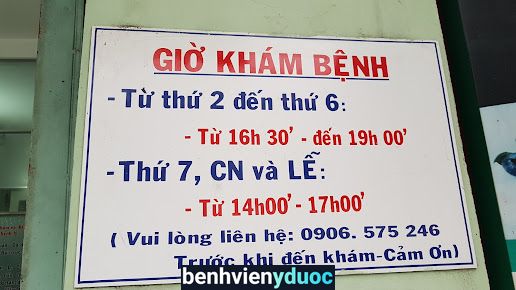 GIỜ KHÁM BỆNH
- Từ thứ 2 đến thứ 6:
- Từ 16h 30' - đến 19h 00'
- Thứ 7, CN và LỄ:
- Từ 14h00' - 17h00'
( Vui lòng liên hệ: 0906. 575 246
Trước khi đến khám-Cảm Ơn)
benhvienyduoc